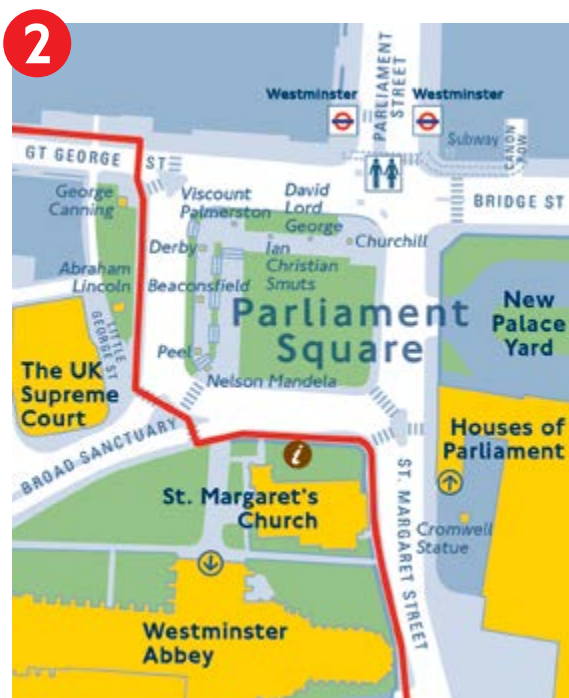 2
Westminster
Westminster
PARLIAMENT
STREET
Subway
CANON
ROW
GT GEORGE ST
BRIDGE ST
George
Canning
Viscount
Palmerston
David
Lord
George
Derby
Ian
Christian
Smuts
Churchill
Abraham
Lincoln
Beaconsfield
Parliament
Square
New
Palace
Yard
LITTLE
GEORGE ST
Peel
Nelson Mandela
The UK
Supreme
Court
BROAD SANCTUARY
i
Houses of
Parliament
St. Margaret's
Church
ST. MARGARET STREET
Cromwell
Statue
Westminster
Abbey